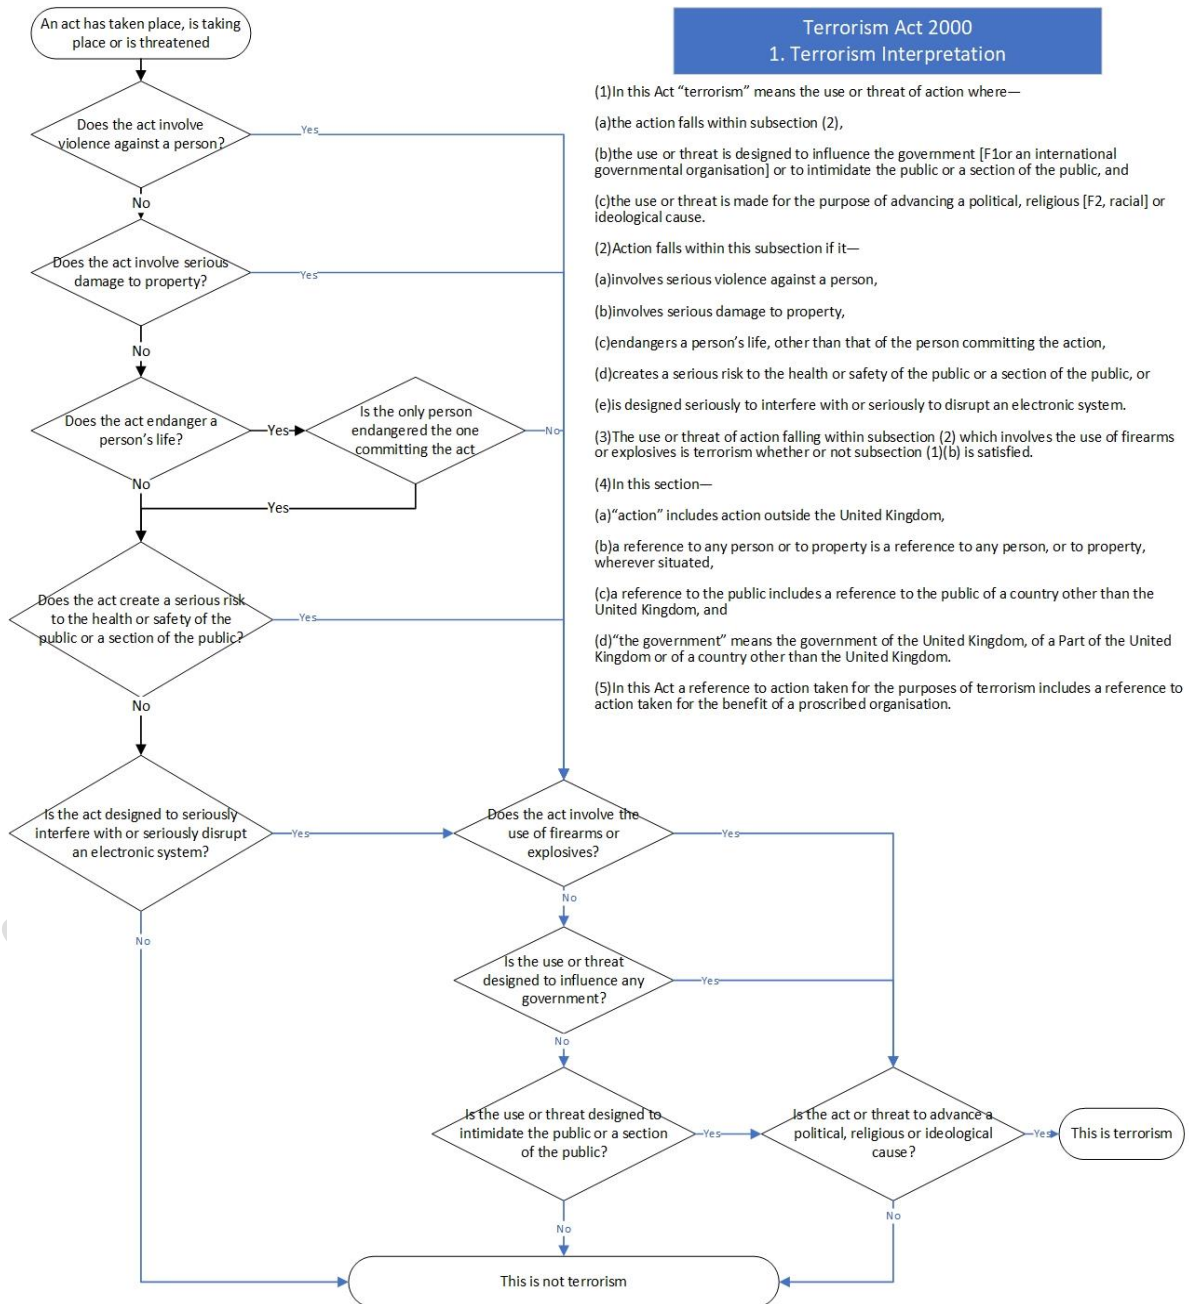 An act has taken place, is taking
place or is threatened
Terrorism Act 2000
1. Terrorism Interpretation
(1)In this Act “terrorism” means the use or threat of action where—
(a)the action falls within subsection (2),
(b)the use or threat is designed to influence the government [F1or an international
governmental organisation] or to intimidate the public or a section of the public, and
(c)the use or threat is made for the purpose of advancing a political, religious [F2, racial] or
ideological cause.
(2)Action falls within this subsection if it—
(a)involves serious violence against a person,
(b)involves serious damage to property,
(c)endangers a person’s life, other than that of the person committing the action,
(d)creates a serious risk to the health or safety of the public or a section of the public, or
(e)is designed seriously to interfere with or seriously to disrupt an electronic system.
(3)The use or threat of action falling within subsection (2) which involves the use of firearms
or explosives is terrorism whether or not subsection (1)(b) is satisfied.
(4)In this section—
(a)“action” includes action outside the United Kingdom,
(b)a reference to any person or to property is a reference to any person, or to property,
wherever situated,
(c)a reference to the public includes a reference to the public of a country other than the
United Kingdom, and
(d)“the government” means the government of the United Kingdom, of a Part of the United
Kingdom or of a country other than the United Kingdom.
(5)In this Act a reference to action taken for the purposes of terrorism includes a reference to
action taken for the benefit of a proscribed organisation.
Does the act involve
violence against a person?
Yes
No
Does the act involve serious
damage to property?
Yes
No
Does the act endanger a
person’s life?
Yes
Is the only person
endangered the one
committing the act
No
No
Yes
Does the act create a serious risk
to the health or safety of the
public or a section of the public?
Yes
No
Is the act designed to seriously
interfere with or seriously disrupt
an electronic system?
Yes
Does the act involve the
use of firearms or
explosives?
Yes
No
No
Is the use or threat
designed to influence any
government?
Yes
No
Is the use or threat designed to
intimidate the public or a section
of the public?
Yes
Is the act or threat to advance a
political, religious or ideological
cause?
Yes
This is terrorism
No
No
This is not terrorism